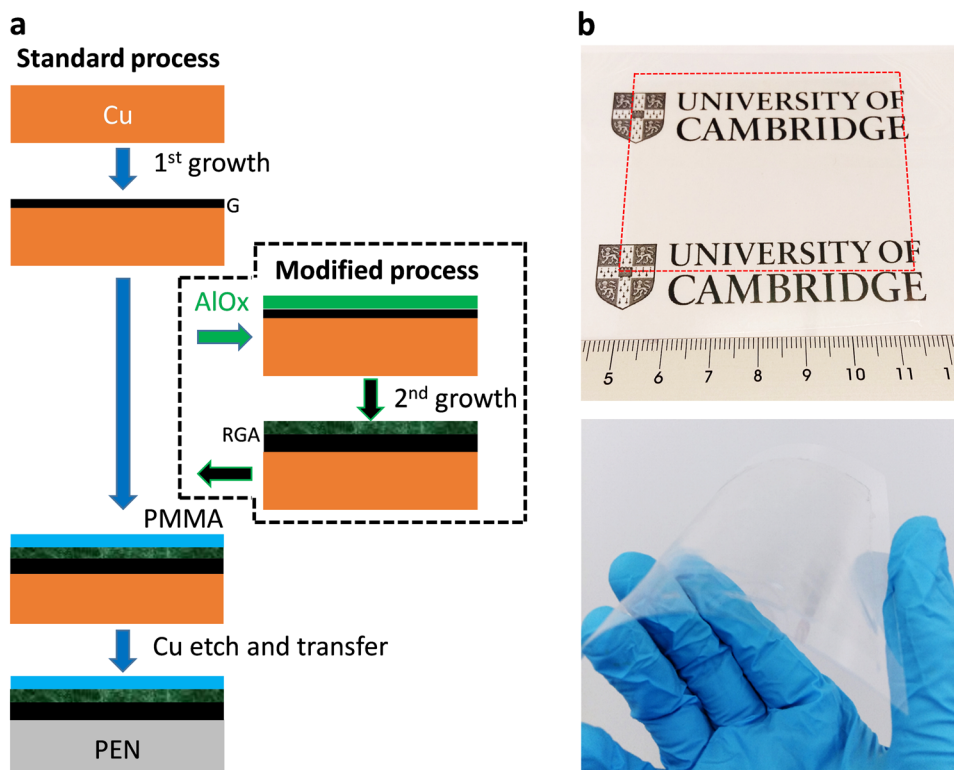 a
Standard process
Cu
1st growth
G
Modified process
AlOx
2nd growth
RGA
PMMA
Cu etch and transfer
PEN
b
UNIVERSITY OF
CAMBRIDGE
UNIVERSITY OF
CAMBRIDGE
5 6 7 8 9 10 11 1